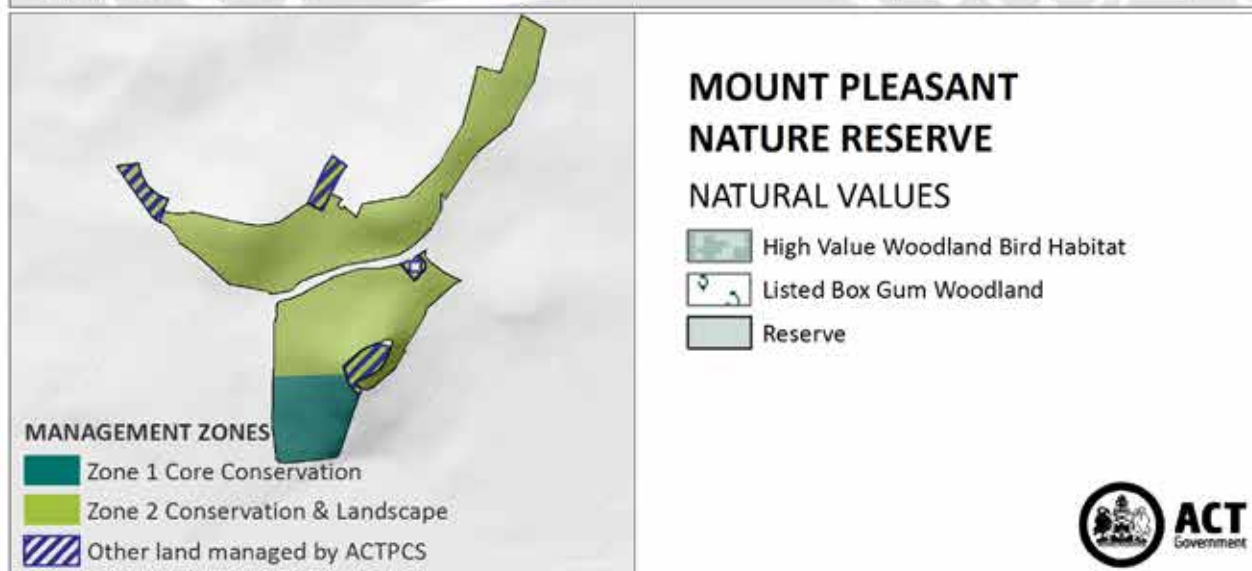 MANAGEMENT ZONES
Zone 1 Core Conservation
Zone 2 Conservation & Landscape
Other land managed by ACTPCS
MOUNT PLEASANT
NATURE RESERVE
NATURAL VALUES
High Value Woodland Bird Habitat
Listed Box Gum Woodland
Reserve
ACT
Government